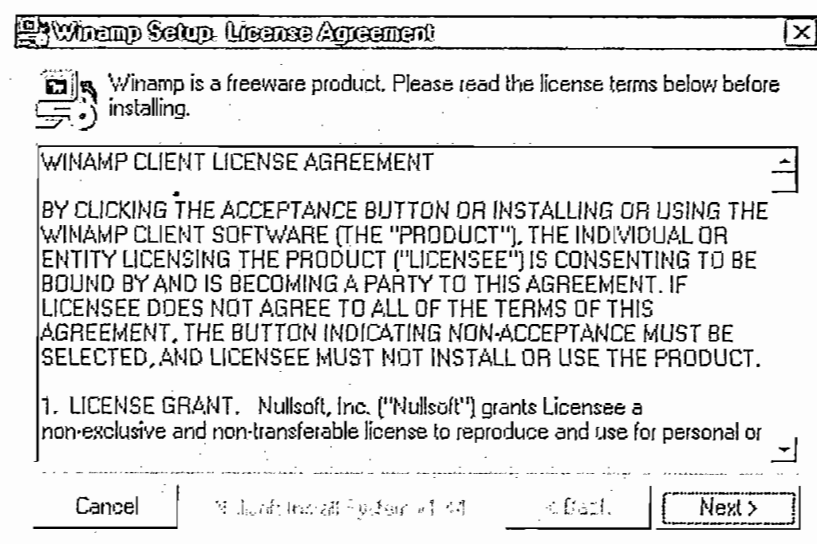 Winamp Setup: License Agreement
Winamp is a freeware product. Please read the license terms below before
installing.
WINAMP CLIENT LICENSE AGREEMENT
BY CLICKING THE ACCEPTANCE BUTTON OR INSTALLING OR USING THE
WINAMP CLIENT SOFTWARE (THE "PRODUCT"), THE INDIVIDUAL OR
ENTITY LICENSING THE PRODUCT ("LICENSEE") IS CONSENTING TO BE
BOUND BY AND IS BECOMING A PARTY TO THIS AGREEMENT. IF
LICENSEE DOES NOT AGREE TO ALL OF THE TERMS OF THIS
AGREEMENT, THE BUTTON INDICATING NON-ACCEPTANCE MUST BE
SELECTED, AND LICENSEE MUST NOT INSTALL OR USE THE PRODUCT.
1. LICENSE GRANT. Nullsoft, Inc. ("Nullsoft") grants Licensee a
non-exclusive and non-transferable license to reproduce and use for personal or
Cancel
Nullsoft Install System
< Back
Next >